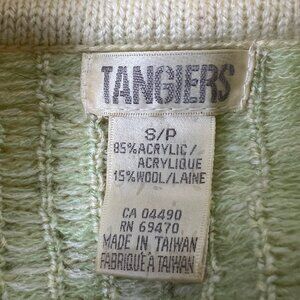 TANGIERS
S/P
85% ACRYLIC/
ACRYLIQUE
15% WOOL/LAINE
CA 04490
RN 69470
MADE IN TAIWAN
FABRIQUÉ À TAIWAN